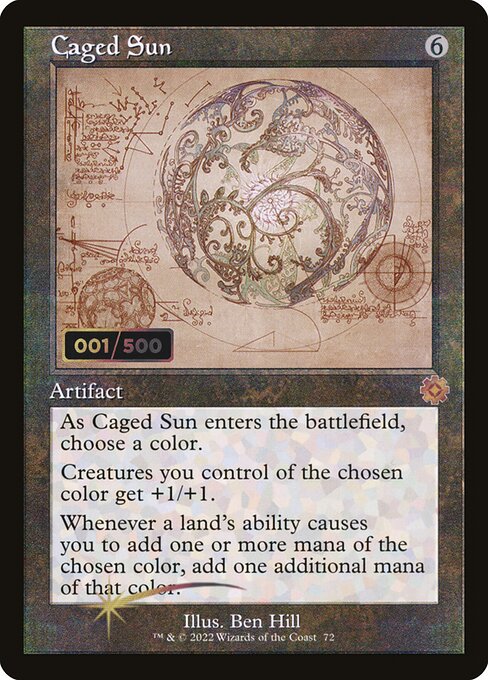 Caged Sun 6
001/500
Artifact
As Caged Sun enters the battlefield,
choose a color.
Creatures you control of the chosen
color get +1/+1.
Whenever a land's ability causes
you to add one or more mana of the
chosen color, add one additional mana
of that color.
Illus. Ben Hill
™ & © 2022 Wizards of the Coast 72